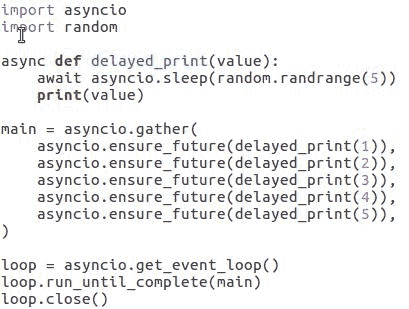 import asyncio
import random

async def delayed_print(value):
    await asyncio.sleep(random.randrange(5))
    print(value)

main = asyncio.gather(
    asyncio.ensure_future(delayed_print(1)),
    asyncio.ensure_future(delayed_print(2)),
    asyncio.ensure_future(delayed_print(3)),
    asyncio.ensure_future(delayed_print(4)),
    asyncio.ensure_future(delayed_print(5)),
)

loop = asyncio.get_event_loop()
loop.run_until_complete(main)
loop.close()